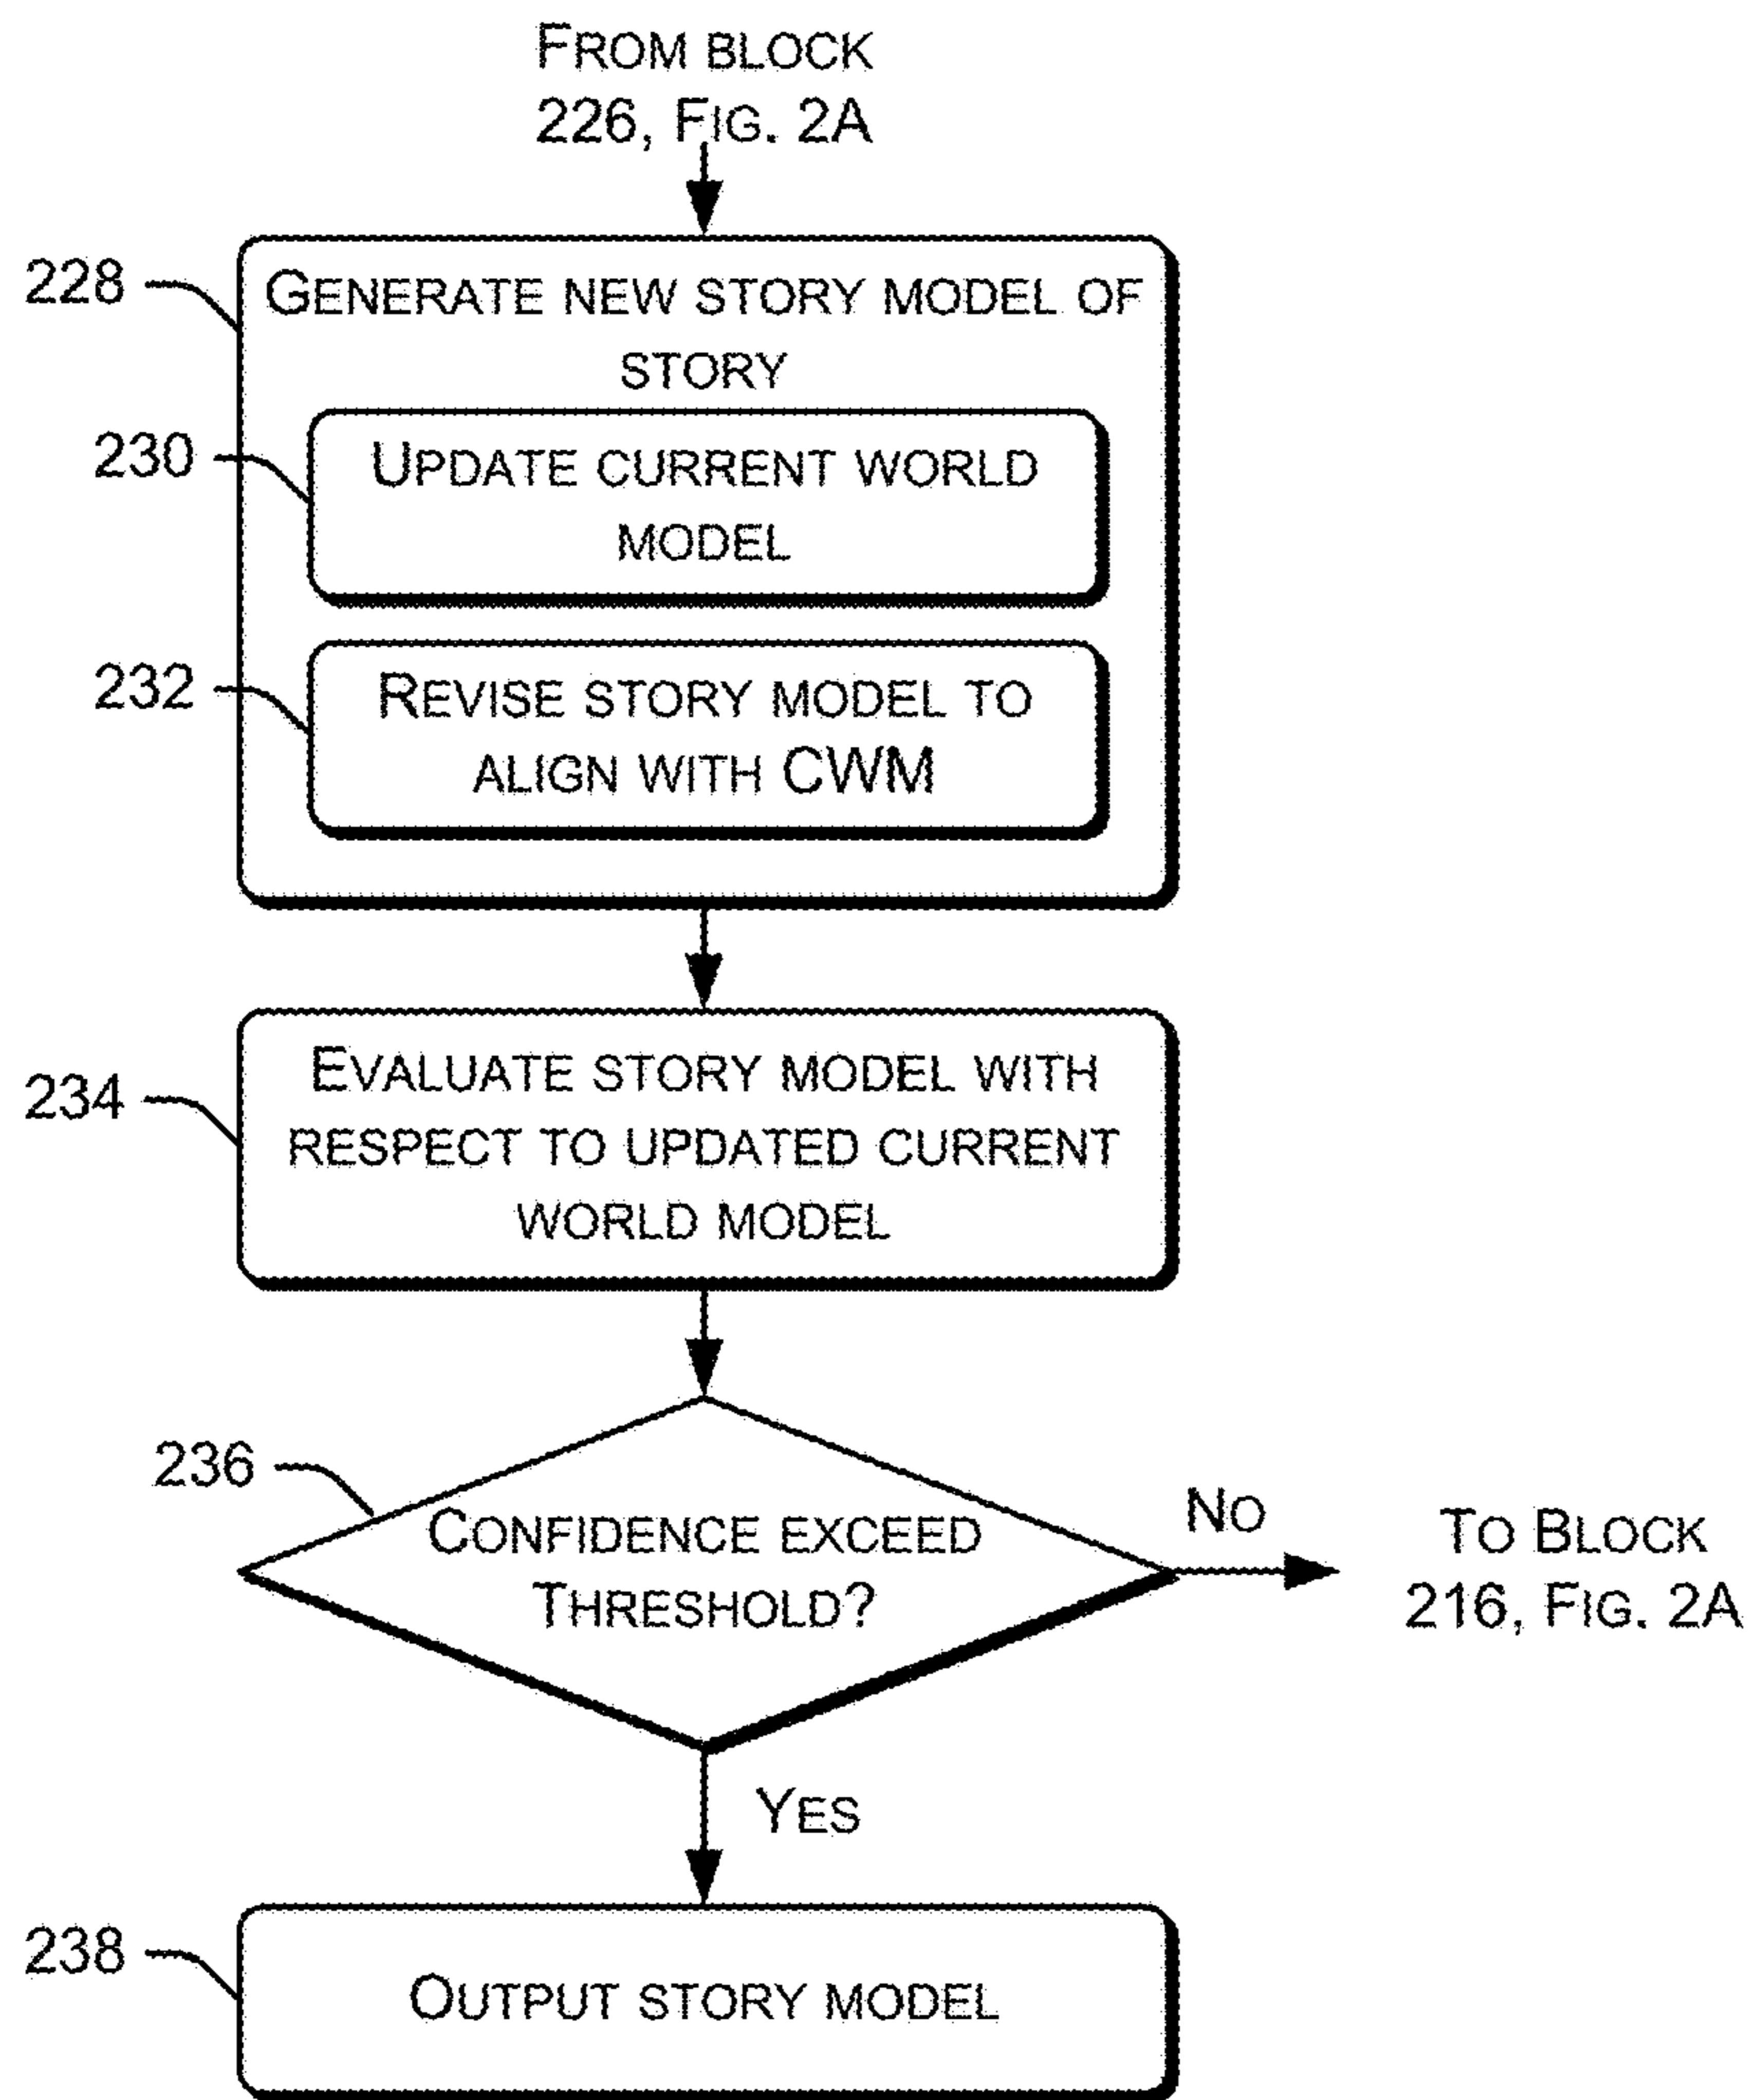 FROM BLOCK
226, FIG. 2A
228
GENERATE NEW STORY MODEL OF
STORY
230
UPDATE CURRENT WORLD
MODEL
232
REVISE STORY MODEL TO
ALIGN WITH CWM
234
EVALUATE STORY MODEL WITH
RESPECT TO UPDATED CURRENT
WORLD MODEL
236
CONFIDENCE EXCEED
THRESHOLD?
NO
TO BLOCK
216, FIG. 2A
YES
238
OUTPUT STORY MODEL